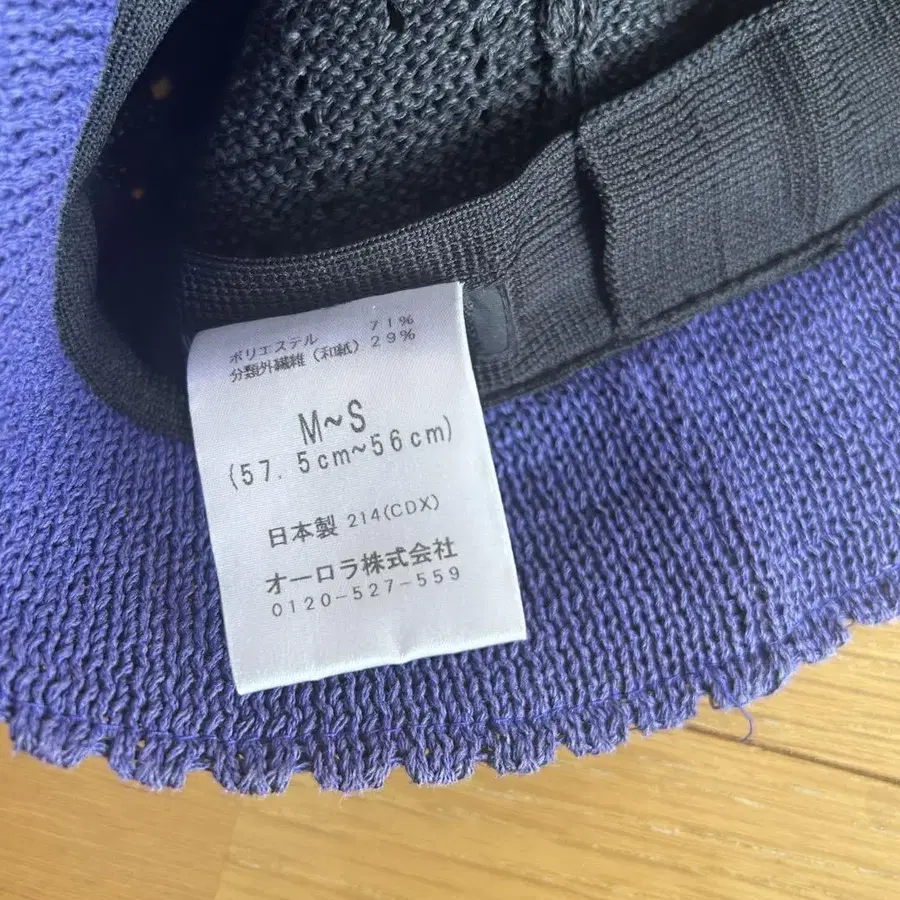 ポリエステル 71%
分類外繊維(和紙) 29%
M~S
(57.5cm~56cm)
日本製 214(CDX)
オーロラ株式会社
0120-527-559